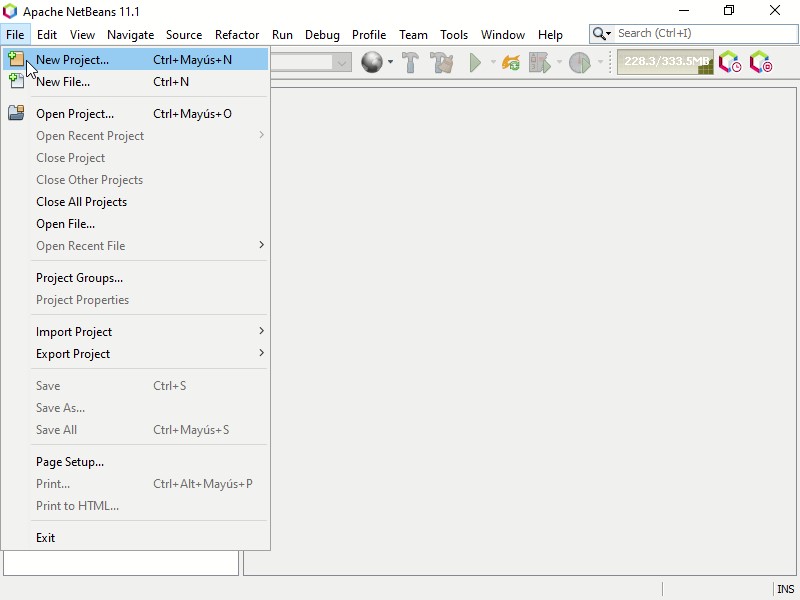 Apache NetBeans 11.1
File Edit View Navigate Source Refactor Run Debug Profile Team Tools Window Help
Search (Ctrl+I)
228.3/333.5MB
New Project... Ctrl+Mayús+N
New File... Ctrl+N
Open Project... Ctrl+Mayús+O
Open Recent Project
Close Project
Close Other Projects
Close All Projects
Open File...
Open Recent File
Project Groups...
Project Properties
Import Project
Export Project
Save Ctrl+S
Save As...
Save All Ctrl+Mayús+S
Page Setup...
Print... Ctrl+Alt+Mayús+P
Print to HTML...
Exit
INS